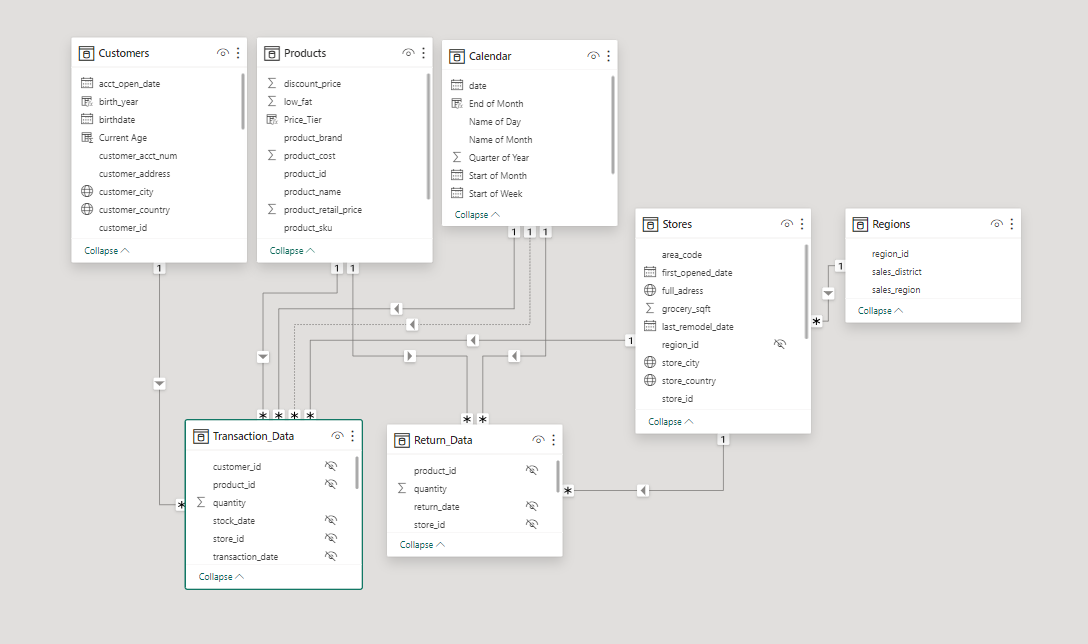 Customers
acct_open_date
birth_year
birthdate
Current Age
customer_acct_num
customer_address
customer_city
customer_country
customer_id
Collapse
1
Products
discount_price
low_fat
Price_Tier
product_brand
product_cost
product_id
product_name
product_retail_price
product_sku
Collapse
1 1
Calendar
date
End of Month
Name of Day
Name of Month
Quarter of Year
Start of Month
Start of Week
Collapse
1 1 1
Stores
area_code
first_opened_date
full_adress
grocery_sqft
last_remodel_date
region_id
store_city
store_country
store_id
Collapse
1
1
*
Regions
region_id
sales_district
sales_region
Collapse
1
* * * *
Transaction_Data
customer_id
product_id
quantity
stock_date
store_id
transaction_date
Collapse
*
* *
Return_Data
product_id
quantity
return_date
store_id
Collapse
*